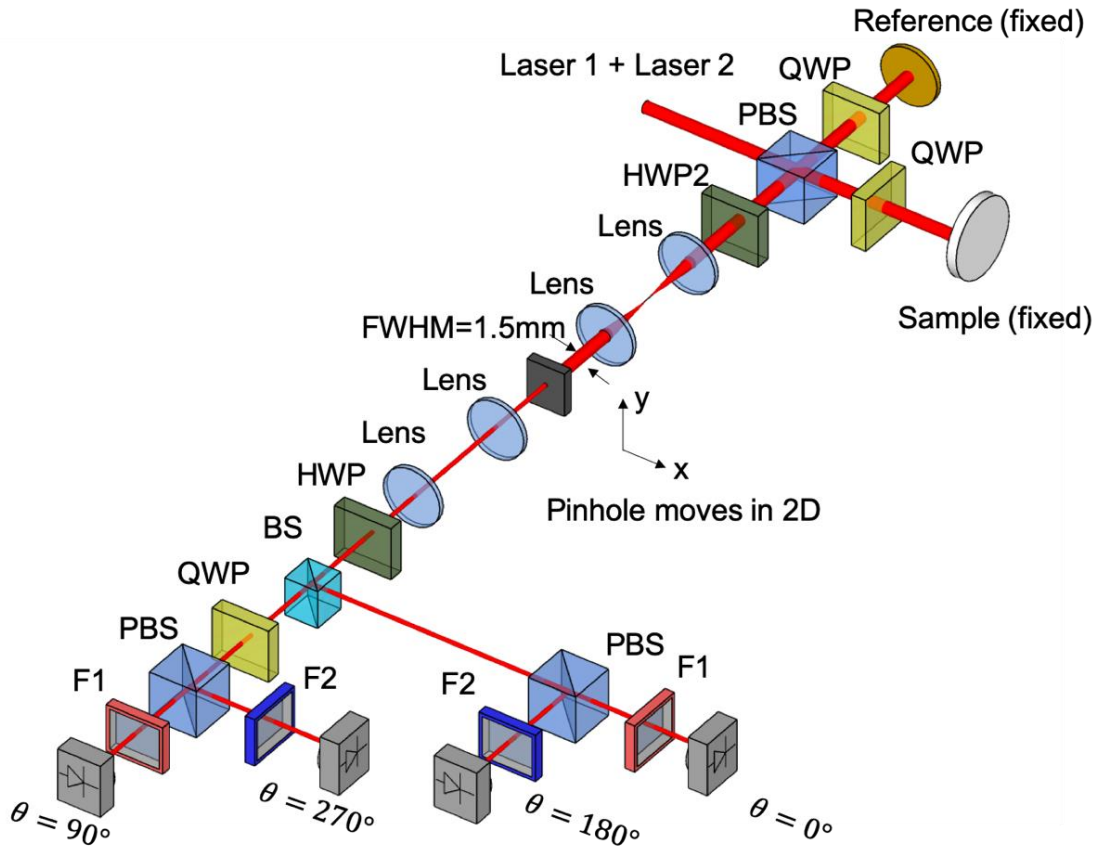 Reference (fixed)
Laser 1 + Laser 2
QWP
PBS
QWP
HWP2
Lens
Sample (fixed)
Lens
FWHM=1.5mm
Lens
y
x
Lens
Pinhole moves in 2D
HWP
BS
QWP
PBS
PBS
F1
F2
F2
F1
θ = 90°
θ = 270°
θ = 180°
θ = 0°